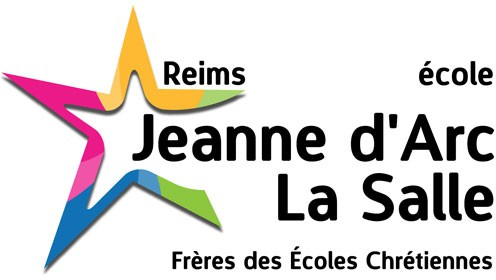 Reims école
Jeanne d'Arc
La Salle
Frères des Écoles Chrétiennes